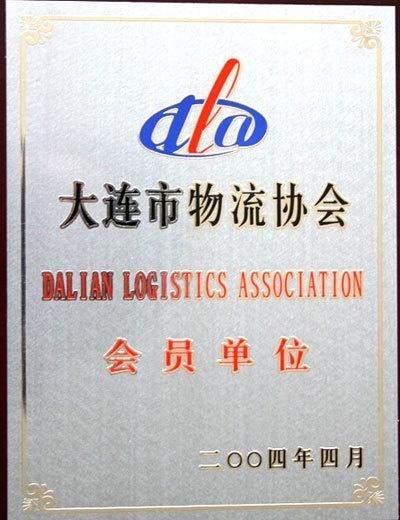 dla
大连市物流协会
DALIAN LOGISTICS ASSOCIATION
会员单位
二〇〇四年四月